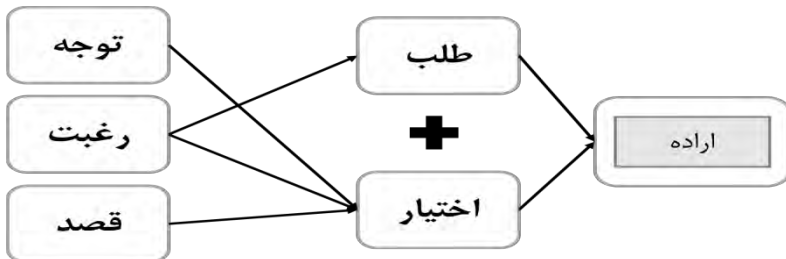 توجه
رغبت
قصد
طلب
+
اختیار
اراده